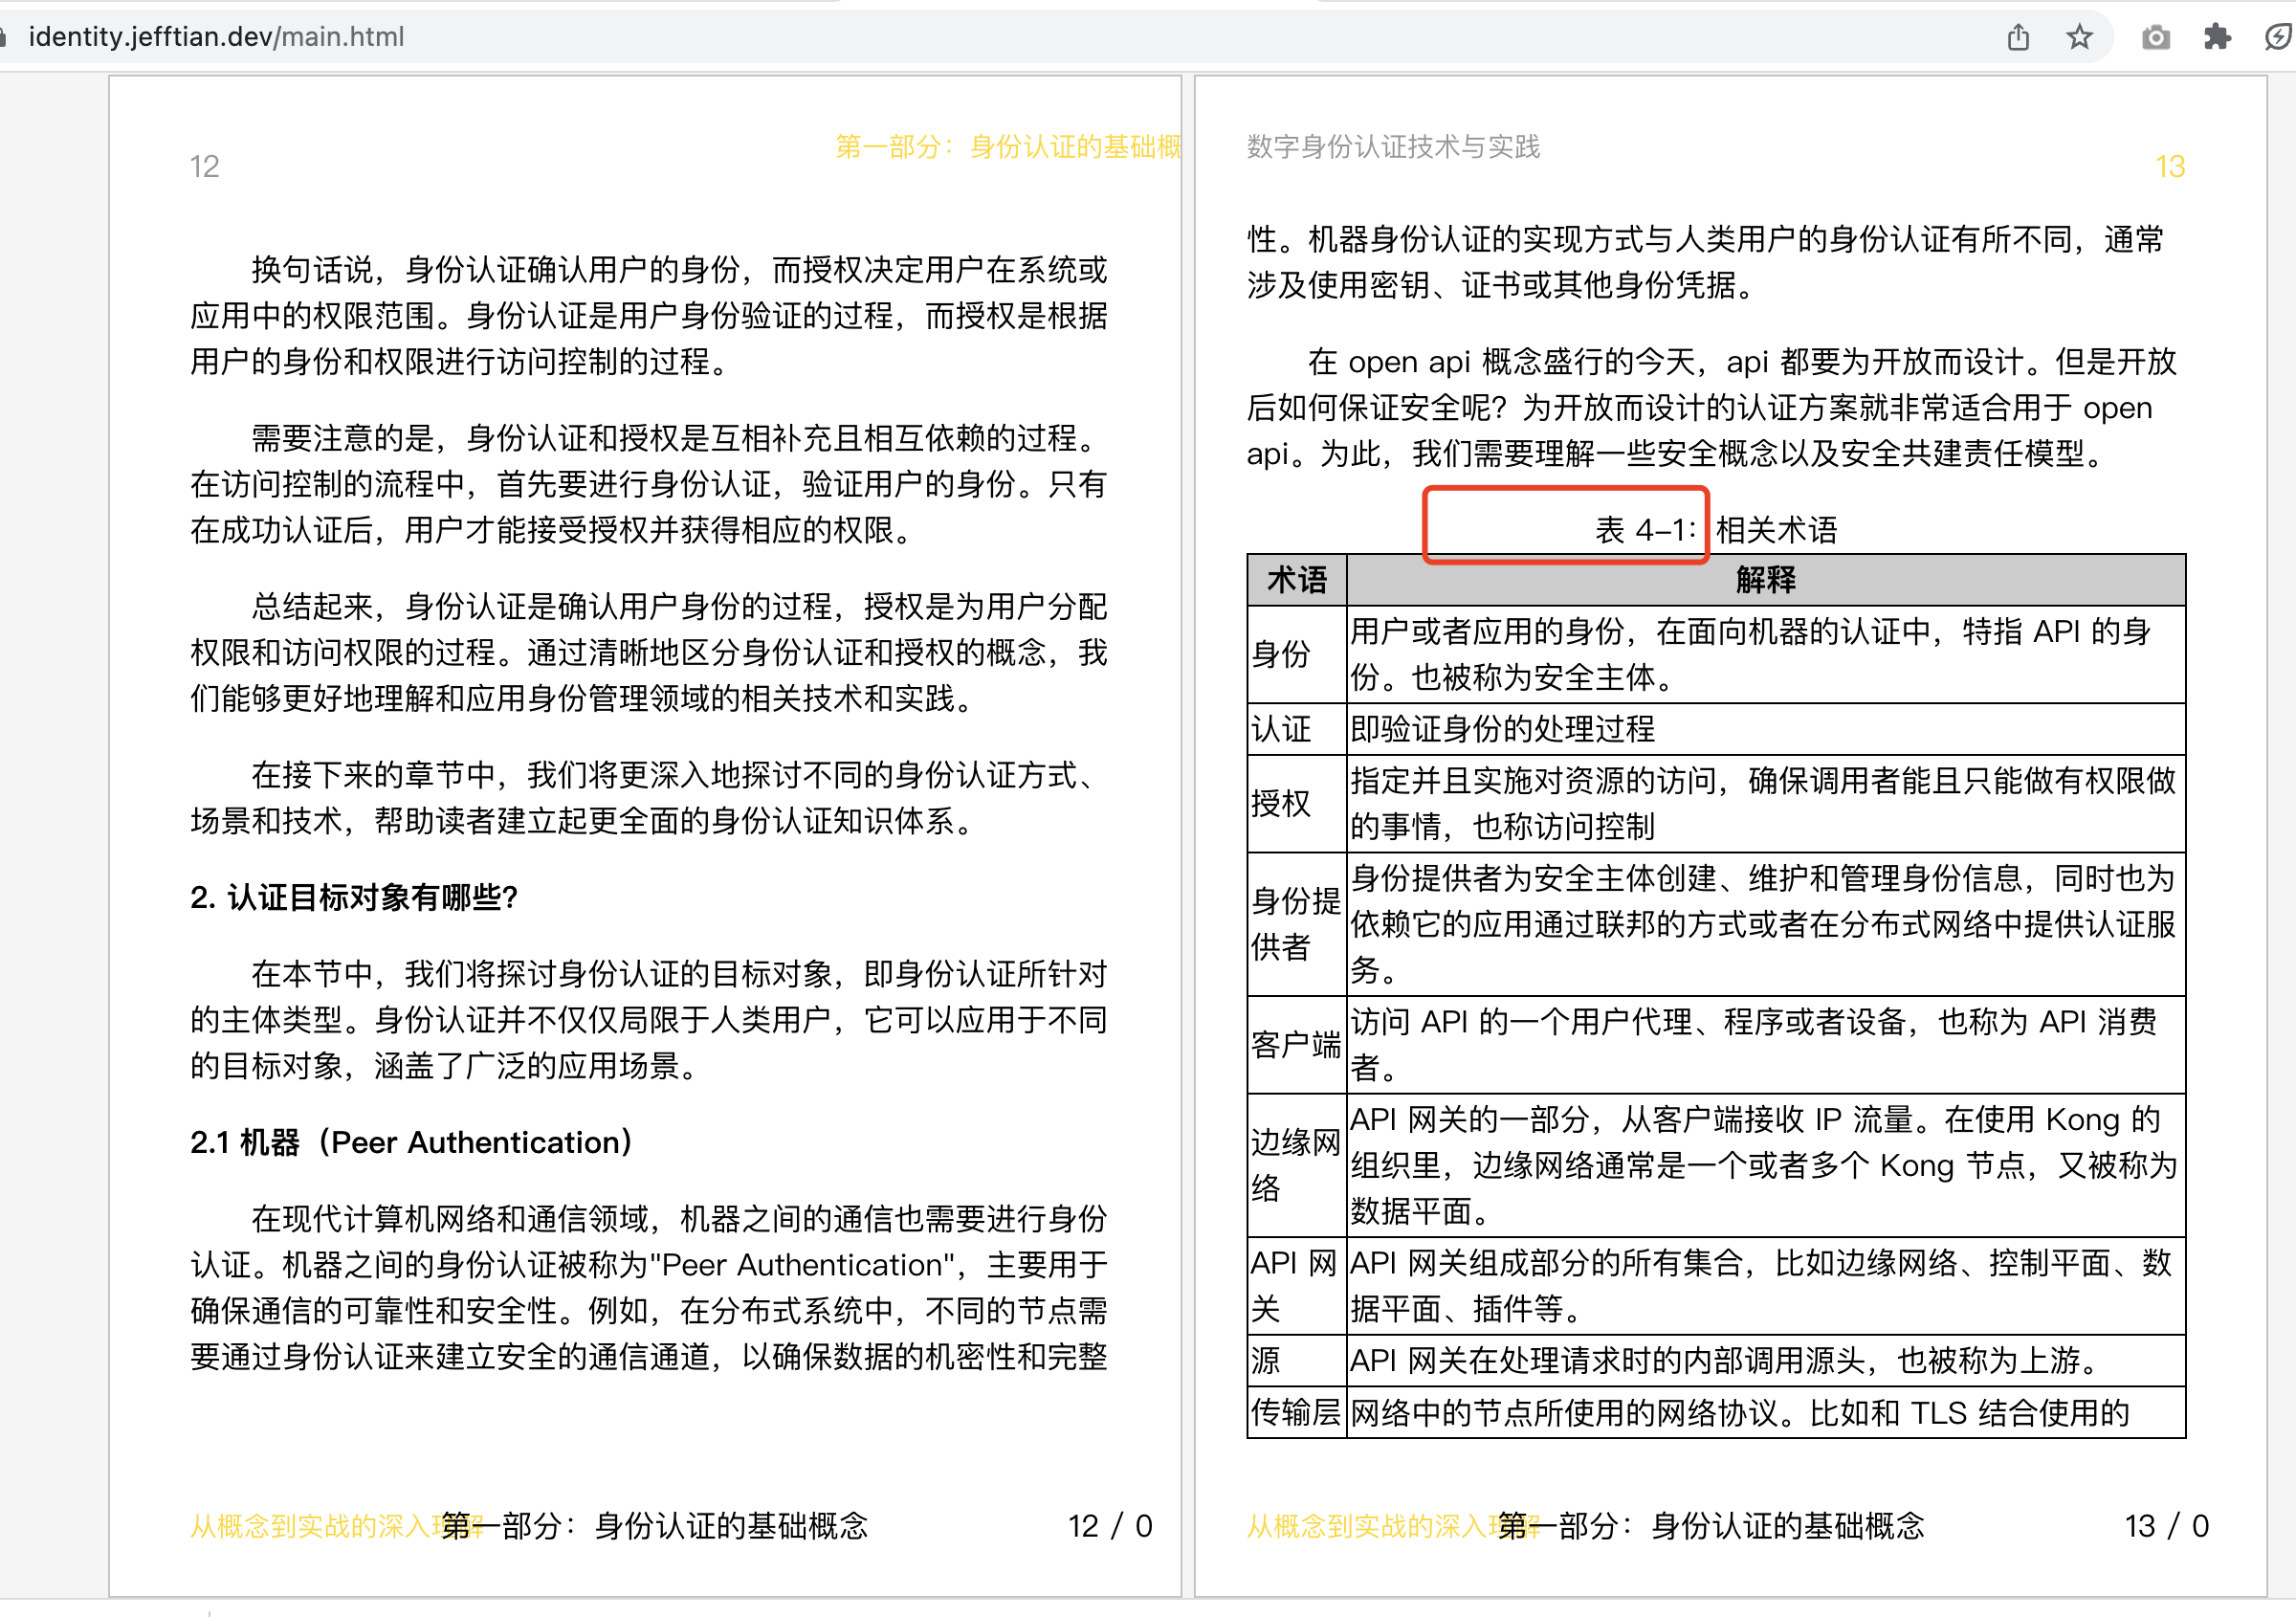 identity.jefftian.dev/main.html
12
第一部分：身份认证的基础概
换句话说，身份认证确认用户的身份，而授权决定用户在系统或
应用中的权限范围。身份认证是用户身份验证的过程，而授权是根据
用户的身份和权限进行访问控制的过程。
需要注意的是，身份认证和授权是互相补充且相互依赖的过程。
在访问控制的流程中，首先要进行身份认证，验证用户的身份。只有
在成功认证后，用户才能接受授权并获得相应的权限。
总结起来，身份认证是确认用户身份的过程，授权是为用户分配
权限和访问权限的过程。通过清晰地区分身份认证和授权的概念，我
们能够更好地理解和应用身份管理领域的相关技术和实践。
在接下来的章节中，我们将更深入地探讨不同的身份认证方式、
场景和技术，帮助读者建立起更全面的身份认证知识体系。
2. 认证目标对象有哪些？
在本节中，我们将探讨身份认证的目标对象，即身份认证所针对
的主体类型。身份认证并不仅仅局限于人类用户，它可以应用于不同
的目标对象，涵盖了广泛的应用场景。
2.1 机器（Peer Authentication）
在现代计算机网络和通信领域，机器之间的通信也需要进行身份
认证。机器之间的身份认证被称为"Peer Authentication"，主要用于
确保通信的可靠性和安全性。例如，在分布式系统中，不同的节点需
要通过身份认证来建立安全的通信通道，以确保数据的机密性和完整
从概念到实战的深入理解
第一部分：身份认证的基础概念
12 / 0
数字身份认证技术与实践
13
性。机器身份认证的实现方式与人类用户的身份认证有所不同，通常
涉及使用密钥、证书或其他身份凭据。
在 open api 概念盛行的今天，api 都要为开放而设计。但是开放
后如何保证安全呢？为开放而设计的认证方案就非常适合用于 open
api。为此，我们需要理解一些安全概念以及安全共建责任模型。
表 4–1：相关术语
术语 解释
身份 用户或者应用的身份，在面向机器的认证中，特指 API 的身
份。也被称为安全主体。
认证 即验证身份的处理过程
授权 指定并且实施对资源的访问，确保调用者能且只能做有权限做
的事情，也称访问控制
身份提
供者
身份提供者为安全主体创建、维护和管理身份信息，同时也为
依赖它的应用通过联邦的方式或者在分布式网络中提供认证服
务。
客户端 访问 API 的一个用户代理、程序或者设备，也称为 API 消费
者。
边缘网
络
API 网关的一部分，从客户端接收 IP 流量。在使用 Kong 的
组织里，边缘网络通常是一个或者多个 Kong 节点，又被称为
数据平面。
API 网
关
API 网关组成部分的所有集合，比如边缘网络、控制平面、数
据平面、插件等。
源 API 网关在处理请求时的内部调用源头，也被称为上游。
传输层 网络中的节点所使用的网络协议。比如和 TLS 结合使用的
从概念到实战的深入理解
第一部分：身份认证的基础概念
13 / 0